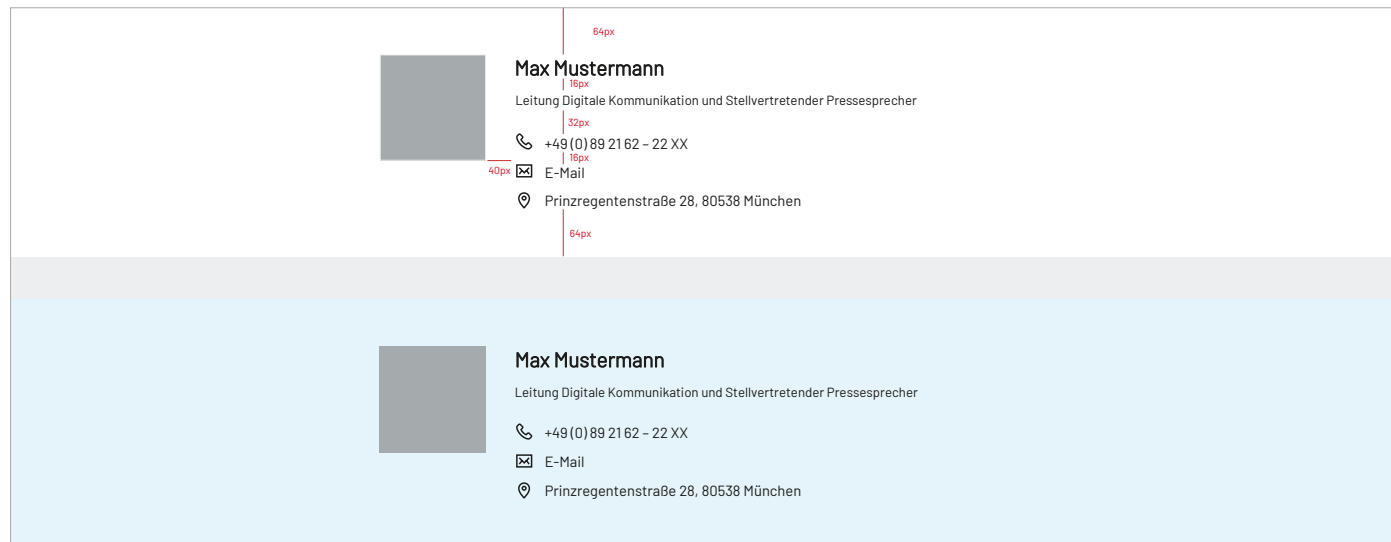 64px
Max Mustermann
16px
Leitung Digitale Kommunikation und Stellvertretender Pressesprecher
32px
+49 (0) 89 21 62 – 22 XX
16px
40px
E-Mail
Prinzregentenstraße 28, 80538 München
64px
Max Mustermann
Leitung Digitale Kommunikation und Stellvertretender Pressesprecher
+49 (0) 89 21 62 – 22 XX
E-Mail
Prinzregentenstraße 28, 80538 München